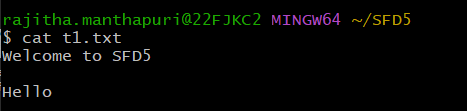 rajitha.manthapuri@22FJKC2 MINGW64 ~/SFD5
$ cat t1.txt
Welcome to SFD5
Hello